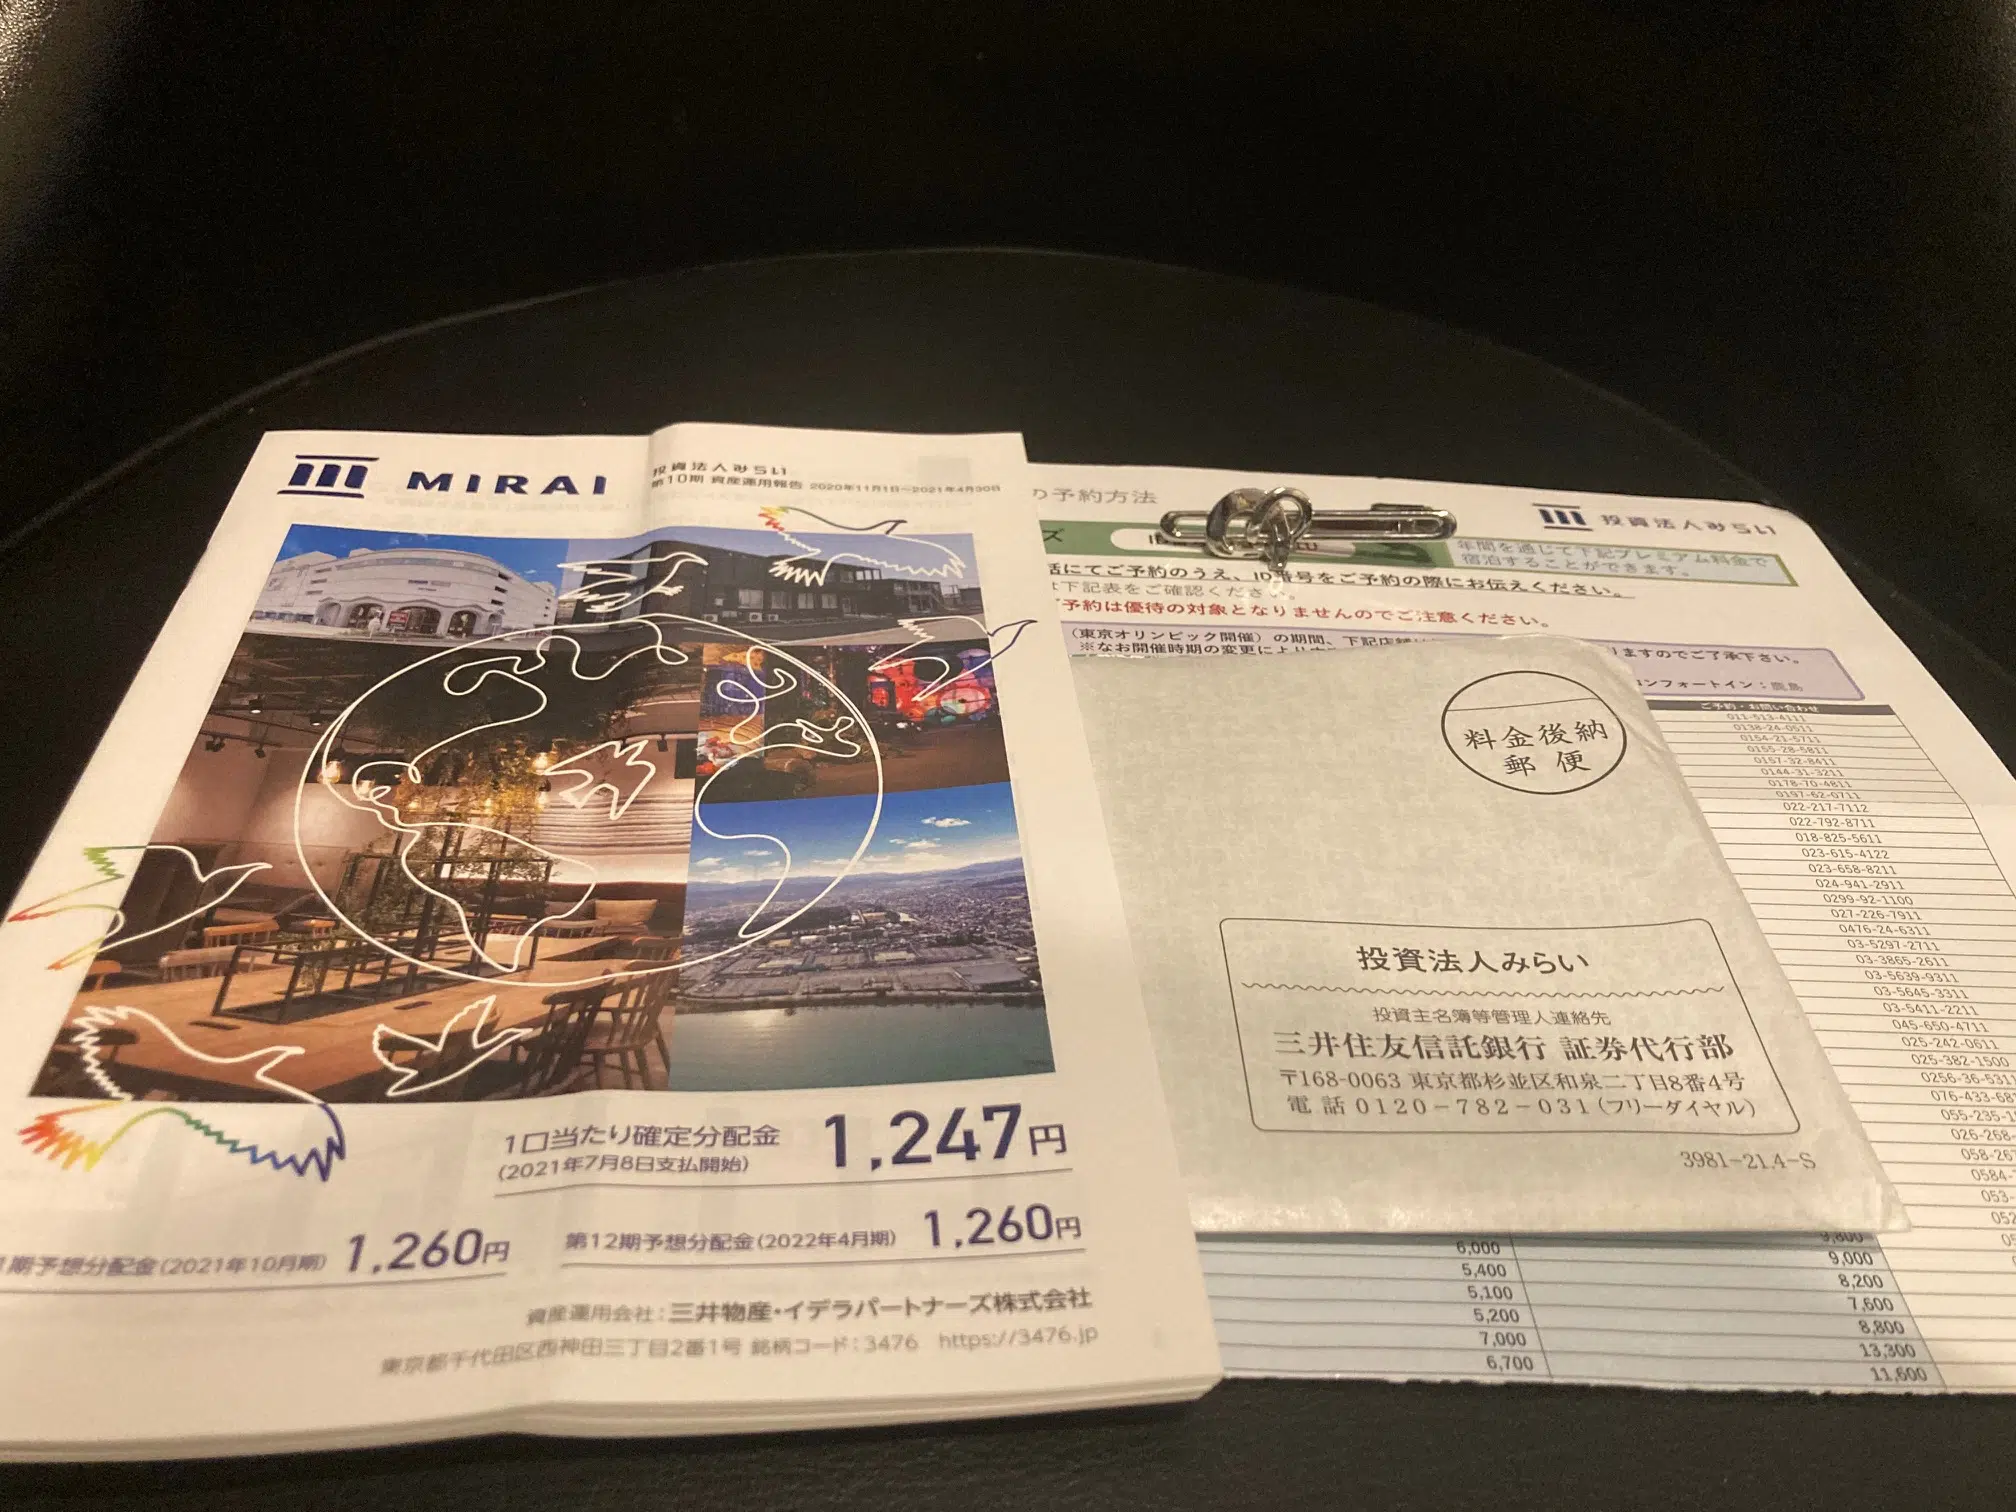 MIRAI
投資法人みらい
第10期 資産運用報告 2020年11月1日~2021年4月30日
1口当たり確定分配金 1,247円
(2021年7月8日支払開始)
期予想分配金(2021年10月期) 1,260円
第12期予想分配金(2022年4月期) 1,260円
資産運用会社:三井物産・イデラパートナーズ株式会社
東京都千代田区西神田三丁目2番1号 銘柄コード:3476 https://3476.jp
の予約方法
投資法人みらい
ズ
年間を通じて下記プレミアム料金で
宿泊することができます。
話にてご予約のうえ、ID番号をご予約の際にお伝えください。
下記表をご確認ください。
予約は優待の対象となりませんのでご注意ください。
(東京オリンピック開催)の期間、下記店舗
りますのでご了承下さい。
※なお開催時期の変更により
コンフォートイン:鹿島
ご予約・お問い合わせ
011-513-4111
0138-24-0511
0154-21-5711
0155-28-5811
0157-32-8411
0144-31-3211
0178-70-4811
0197-62-0711
022-217-7112
022-792-8711
018-825-5611
023-615-4122
023-658-8211
024-941-2911
0299-92-1100
027-226-7911
0476-24-6311
03-5297-2711
03-3865-2611
03-5639-9311
03-5645-3311
03-5411-2211
045-650-4711
025-242-0611
025-382-1500
0256-36-5311
076-433-68
055-235-1
026-268-
058-267
0584-
053-
052
料金後納
郵便
投資法人みらい
投資主名簿等管理人連絡先
三井住友信託銀行 証券代行部
〒168-0063 東京都杉並区和泉二丁目8番4号
電話 0120-782-031(フリーダイヤル)
3981-21.4-S
9,800
6,000 9,000
5,400 8,200
5,100 7,600
5,200 8,800
7,000 13,300
6,700 11,600